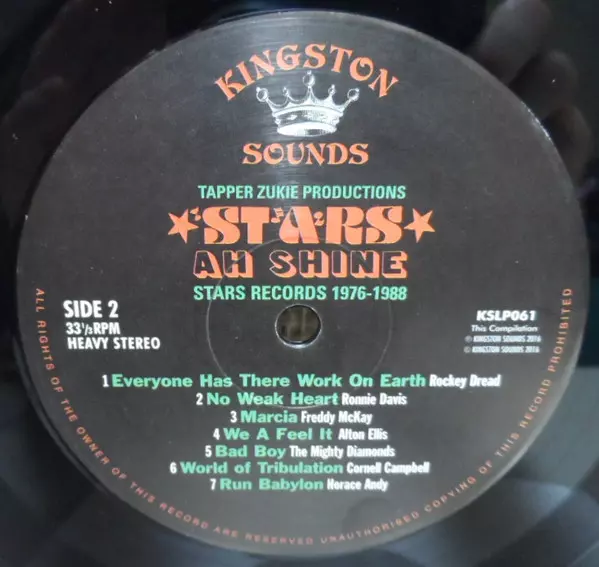 KINGSTON
SOUNDS
TAPPER ZUKIE PRODUCTIONS
STARS
AH SHINE
STARS RECORDS 1976-1988
SIDE 2
33⅓RPM
HEAVY STEREO
KSLP061
This Compilation
℗ KINGSTON SOUNDS 2016
© KINGSTON SOUNDS 2016
1 Everyone Has There Work On Earth Rockey Dread
2 No Weak Heart Ronnie Davis
3 Marcia Freddy McKay
4 We A Feel It Alton Ellis
5 Bad Boy The Mighty Diamonds
6 World of Tribulation Cornell Campbell
7 Run Babylon Horace Andy
ALL RIGHTS OF THE OWNER OF THIS RECORD ARE RESERVED UNAUTHORISED COPYING OF THIS RECORD PROHIBITED